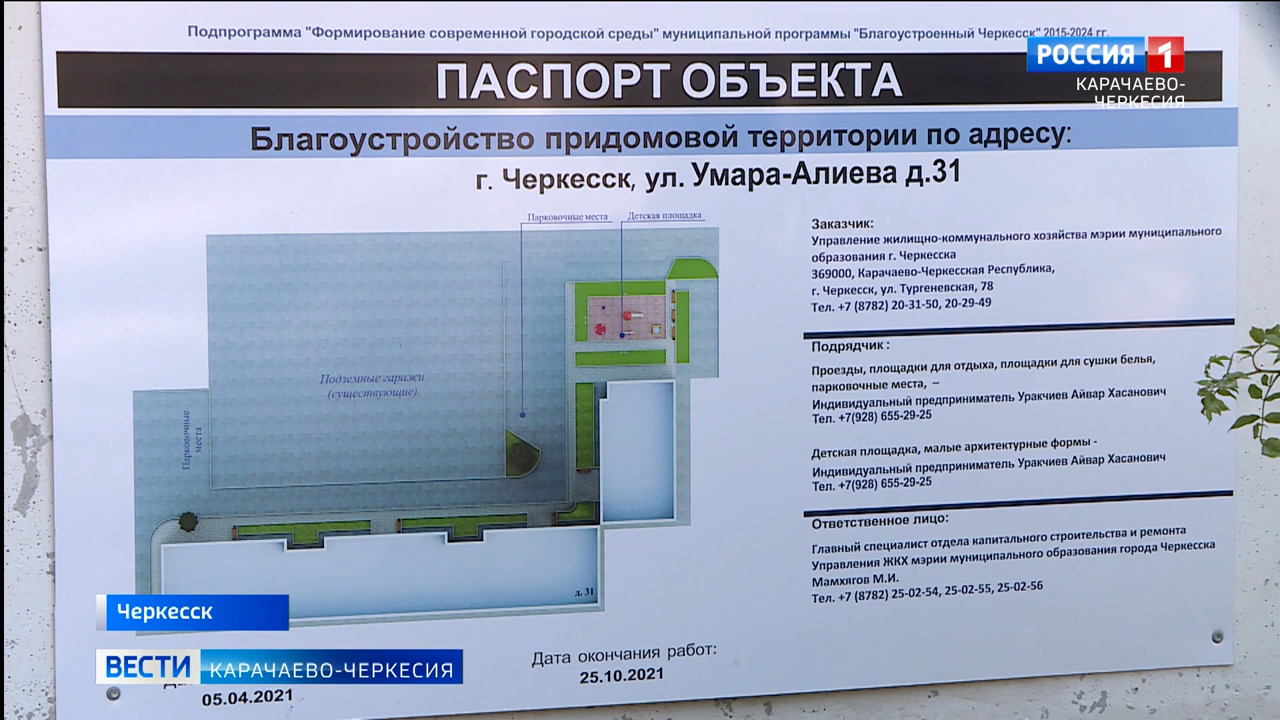 Подпрограмма "Формирование современной городской среды" муниципальной программы "Благоустроенный Черкесск" 2015-2024 гг.
РОССИЯ 1
КАРАЧАЕВО-
ЧЕРКЕСИЯ
ПАСПОРТ ОБЪЕКТА
Благоустройство придомовой территории по адресу:
г. Черкесск, ул. Умара-Алиева д.31
Парковочные места
Детская площадка
Подземные гаражи
(существующие)
Парковочные
места
д. 31
Заказчик:
Управление жилищно-коммунального хозяйства мэрии муниципального
образования г. Черкесска
369000, Карачаево-Черкесская Республика,
г. Черкесск, ул. Тургеневская, 78
Тел. +7 (8782) 20-31-50, 20-29-49
Подрядчик :
Проезды, площадки для отдыха, площадки для сушки белья,
парковочные места, –
Индивидуальный предприниматель Уракчиев Айвар Хасанович
Тел. +7(928) 655-29-25
Детская площадка, малые архитектурные формы -
Индивидуальный предприниматель Уракчиев Айвар Хасанович
Тел. +7(928) 655-29-25
Ответственное лицо:
Главный специалист отдела капитального строительства и ремонта
Управления ЖКХ мэрии муниципального образования города Черкесска
Мамхягов М.И.
Тел. +7 (8782) 25-02-54, 25-02-55, 25-02-56
Черкесск
ВЕСТИ КАРАЧАЕВО-ЧЕРКЕСИЯ
05.04.2021
Дата окончания работ:
25.10.2021